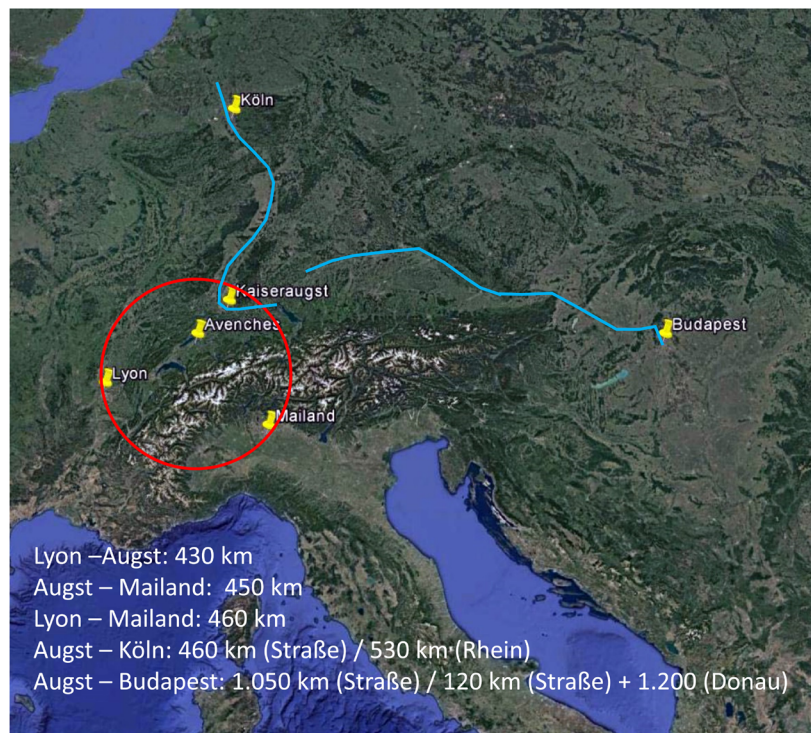 Köln
Kaiseraugst
Avenches
Budapest
Lyon
Mailand
Lyon –Augst: 430 km
Augst – Mailand:  450 km
Lyon – Mailand: 460 km
Augst – Köln: 460 km (Straße) / 530 km (Rhein)
Augst – Budapest: 1.050 km (Straße) / 120 km (Straße) + 1.200 (Donau)